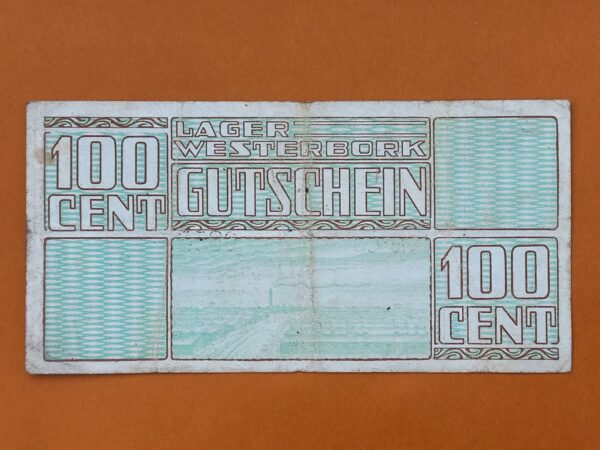 100
CENT
LAGER
WESTERBORK
GUTSCHEIN
100
CENT